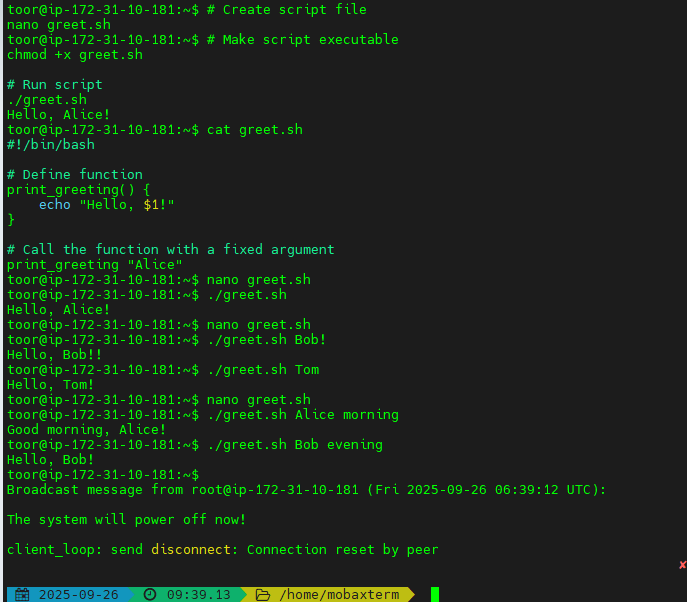 toor@ip-172-31-10-181:~$ # Create script file
nano greet.sh
toor@ip-172-31-10-181:~$ # Make script executable
chmod +x greet.sh
# Run script
./greet.sh
Hello, Alice!
toor@ip-172-31-10-181:~$ cat greet.sh
#!/bin/bash
# Define function
print_greeting() {
    echo "Hello, $1!"
}
# Call the function with a fixed argument
print_greeting "Alice"
toor@ip-172-31-10-181:~$ nano greet.sh
toor@ip-172-31-10-181:~$ ./greet.sh
Hello, Alice!
toor@ip-172-31-10-181:~$ nano greet.sh
toor@ip-172-31-10-181:~$ ./greet.sh Bob!
Hello, Bob!!
toor@ip-172-31-10-181:~$ ./greet.sh Tom
Hello, Tom!
toor@ip-172-31-10-181:~$ nano greet.sh
toor@ip-172-31-10-181:~$ ./greet.sh Alice morning
Good morning, Alice!
toor@ip-172-31-10-181:~$ ./greet.sh Bob evening
Hello, Bob!
toor@ip-172-31-10-181:~$
Broadcast message from root@ip-172-31-10-181 (Fri 2025-09-26 06:39:12 UTC):
The system will power off now!
client_loop: send disconnect: Connection reset by peer
2025-09-26 09:39.13 /home/mobaxterm